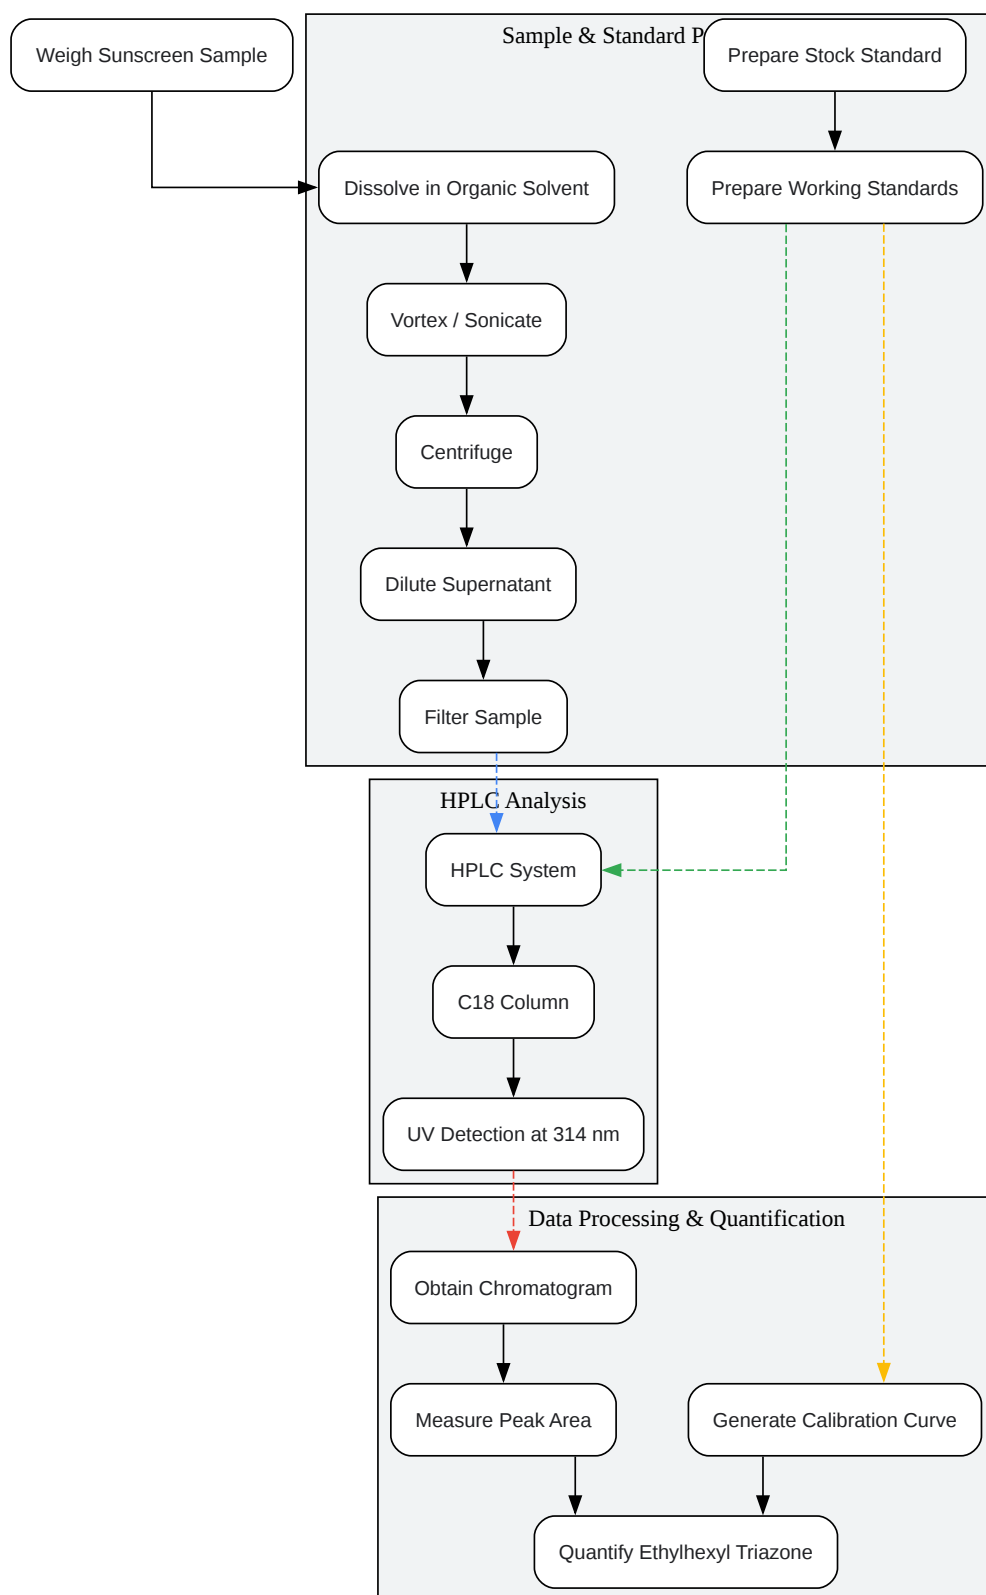 Weigh Sunscreen Sample
Sample & Standard P
Prepare Stock Standard
Dissolve in Organic Solvent
Prepare Working Standards
Vortex / Sonicate
Centrifuge
Dilute Supernatant
Filter Sample
HPLC Analysis
HPLC System
C18 Column
UV Detection at 314 nm
Data Processing & Quantification
Obtain Chromatogram
Measure Peak Area
Generate Calibration Curve
Quantify Ethylhexyl Triazone